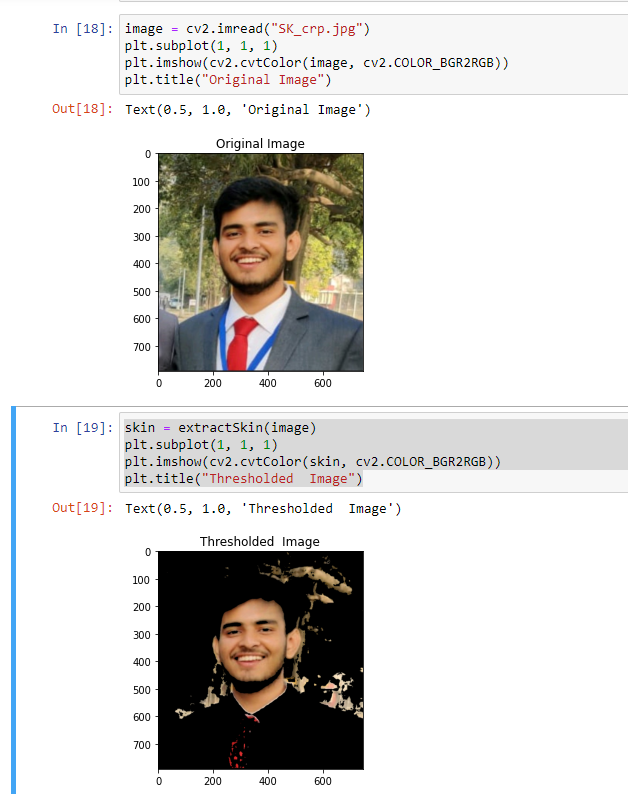 In [18]: image = cv2.imread("SK_crp.jpg")
plt.subplot(1, 1, 1)
plt.imshow(cv2.cvtColor(image, cv2.COLOR_BGR2RGB))
plt.title("Original Image")
Out[18]: Text(0.5, 1.0, 'Original Image')
Original Image
0
100
200
300
400
500
600
700
0 200 400 600
In [19]: skin = extractSkin(image)
plt.subplot(1, 1, 1)
plt.imshow(cv2.cvtColor(skin, cv2.COLOR_BGR2RGB))
plt.title("Thresholded  Image")
Out[19]: Text(0.5, 1.0, 'Thresholded  Image')
Thresholded  Image
0
100
200
300
400
500
600
700
0 200 400 600